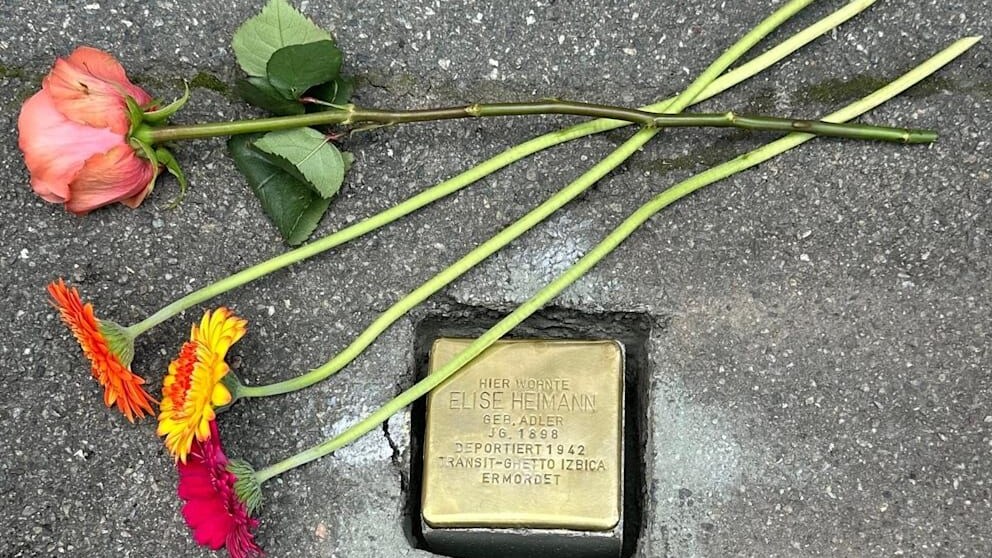 HIER WOHNTE
ELISE HEIMANN
GEB. ADLER
JG. 1898
DEPORTIERT 1942
TRANSIT-GHETTO IZBICA
ERMORDET